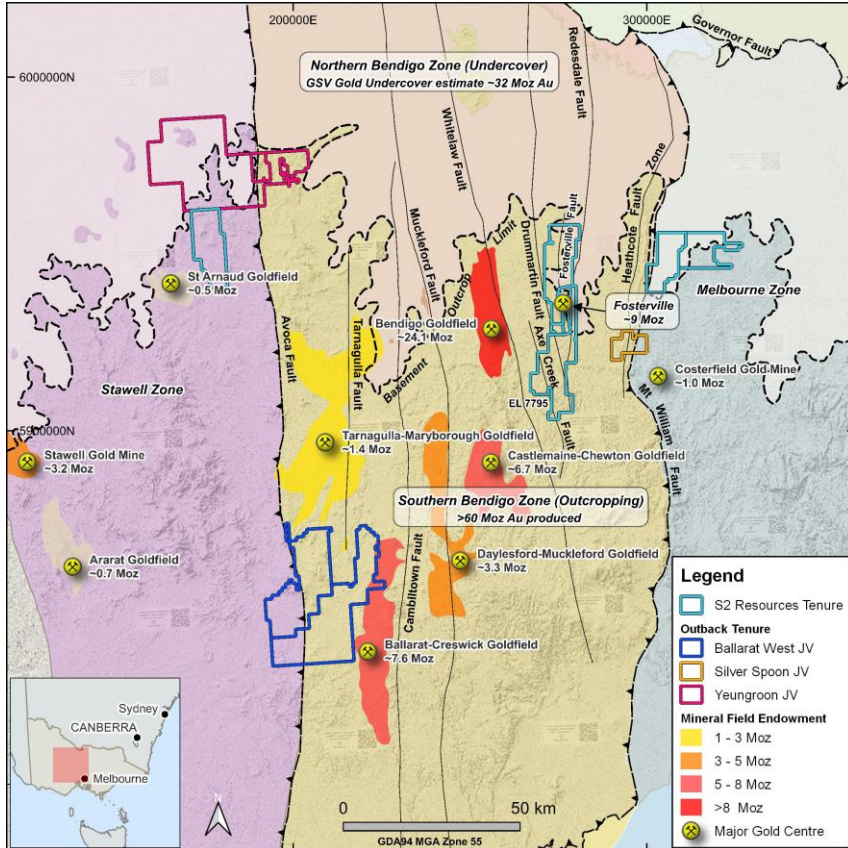 200000E
300000E
Governor Fault
6000000N
Northern Bendigo Zone (Undercover)
GSV Gold Undercover estimate ~32 Moz Au
Redesdale Fault
Whitelaw Fault
Zone
Muckleford Fault
Limit
Drummartin Fault
Fosterville Fault
Heathcote Fault
St Arnaud Goldfield
~0.5 Moz
Outcrop
Melbourne Zone
Fosterville
~9 Moz
Bendigo Goldfield
~24.1 Moz
Avoca Fault
Tarnagulla Fault
Basement
Axe Creek
Fault
Stawell Zone
EL 7795
Costerfield Gold Mine
~1.0 Moz
Mt William Fault
5900000N
Tarnagulla-Maryborough Goldfield
~1.4 Moz
Stawell Gold Mine
~3.2 Moz
Castlemaine-Chewton Goldfield
~6.7 Moz
Southern Bendigo Zone (Outcropping)
>60 Moz Au produced
Ararat Goldfield
~0.7 Moz
Camblltown Fault
Daylesford-Muckleford Goldfield
~3.3 Moz
Ballarat-Creswick Goldfield
~7.6 Moz
Legend
S2 Resources Tenure
Outback Tenure
Ballarat West JV
Silver Spoon JV
Yeungroon JV
Mineral Field Endowment
1 - 3 Moz
3 - 5 Moz
5 - 8 Moz
>8 Moz
Major Gold Centre
Sydney
CANBERRA
Melbourne
N
0
50 km
GDA94 MGA Zone 55